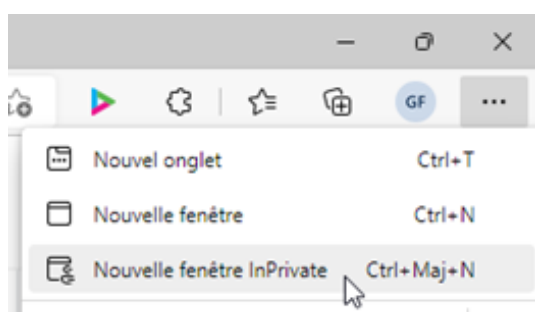 GF
Nouvel onglet Ctrl+T
Nouvelle fenêtre Ctrl+N
Nouvelle fenêtre InPrivate Ctrl+Maj+N